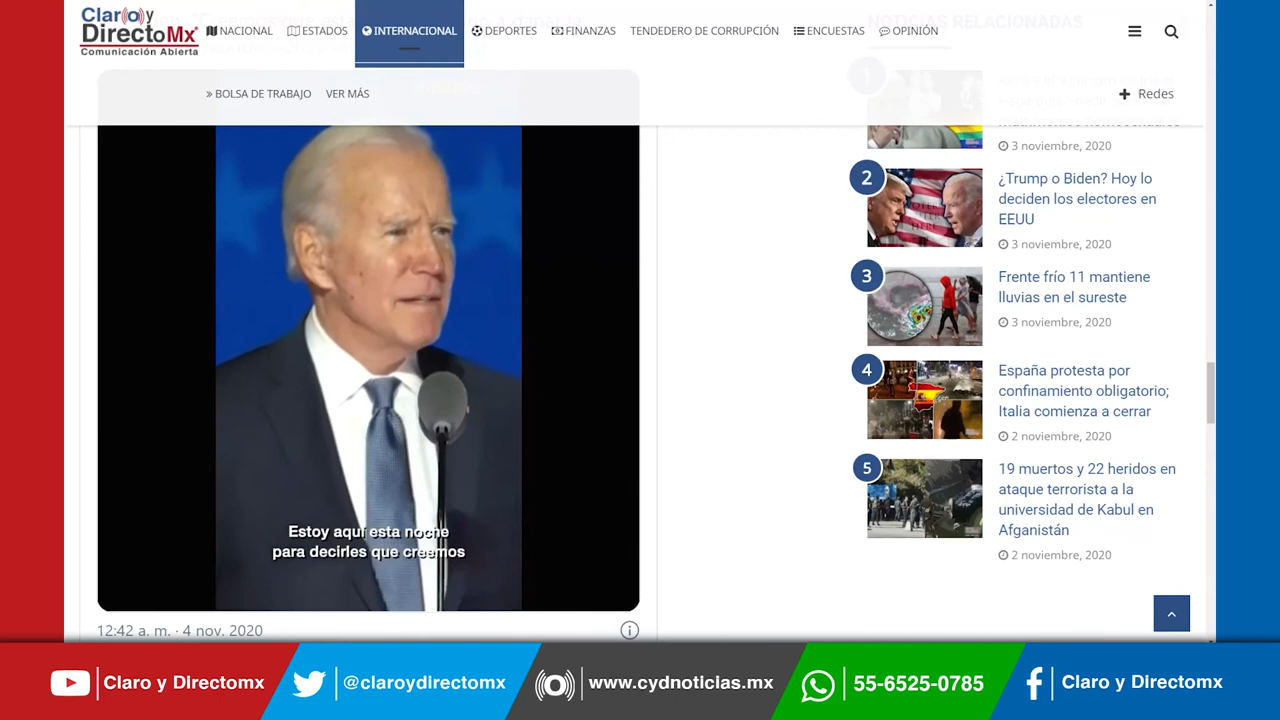 Claro y
DirectoMx
Comunicación Abierta
NACIONAL
ESTADOS
INTERNACIONAL
DEPORTES
FINANZAS
TENDEDERO DE CORRUPCIÓN
ENCUESTAS
OPINIÓN
» BOLSA DE TRABAJO
VER MÁS
Redes
NOTICIAS RELACIONADAS
1
3 noviembre, 2020
2
¿Trump o Biden? Hoy lo
deciden los electores en
EEUU
3 noviembre, 2020
3
Frente frío 11 mantiene
lluvias en el sureste
3 noviembre, 2020
4
España protesta por
confinamiento obligatorio;
Italia comienza a cerrar
2 noviembre, 2020
5
19 muertos y 22 heridos en
ataque terrorista a la
universidad de Kabul en
Afganistán
2 noviembre, 2020
Estoy aquí esta noche
para decirles que creemos
12:42 a. m. · 4 nov. 2020
Claro y Directomx
@claroydirectomx
www.cydnoticias.mx
55-6525-0785
Claro y Directomx